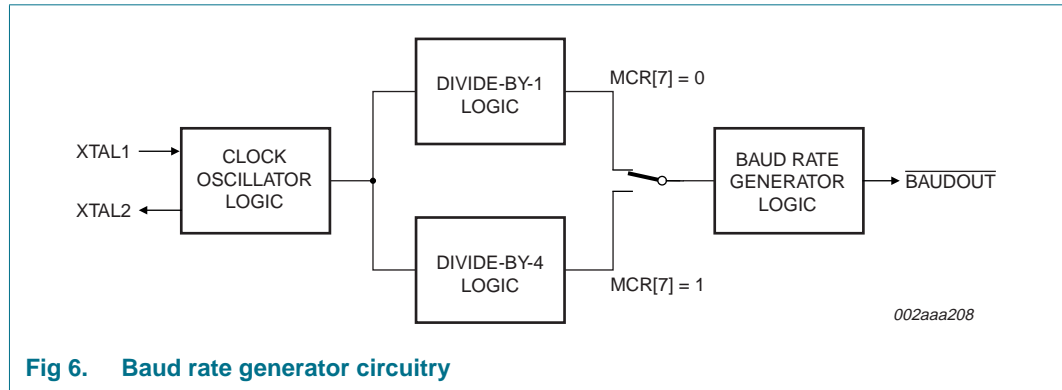 DIVIDE-BY-1
LOGIC
MCR[7] = 0
XTAL1
XTAL2
CLOCK
OSCILLATOR
LOGIC
BAUD RATE
GENERATOR
LOGIC
BAUDOUT
DIVIDE-BY-4
LOGIC
MCR[7] = 1
002aaa208
Fig 6. Baud rate generator circuitry